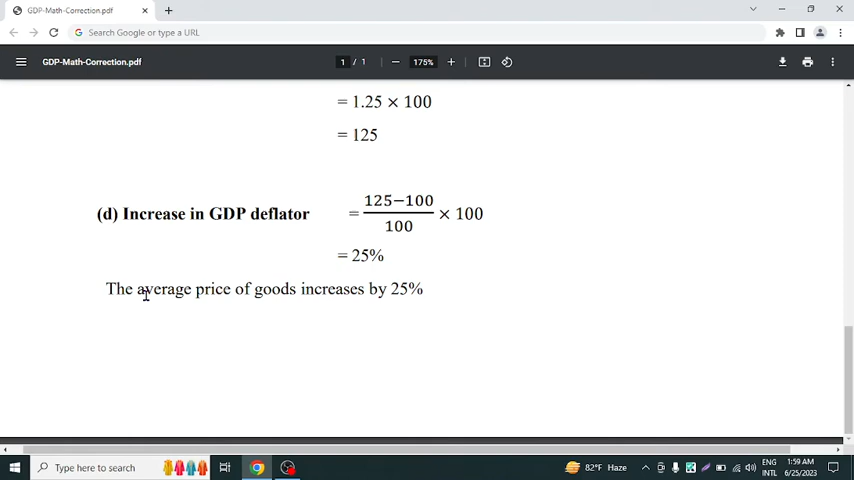 GDP-Math-Correction.pdf
Search Google or type a URL
GDP-Math-Correction.pdf
1 / 1
175%
= 1.25 × 100
= 125
(d) Increase in GDP deflator = 125−100/100 × 100
= 25%
The average price of goods increases by 25%
Type here to search
82°F Haze
ENG
INTL
1:59 AM
6/25/2023